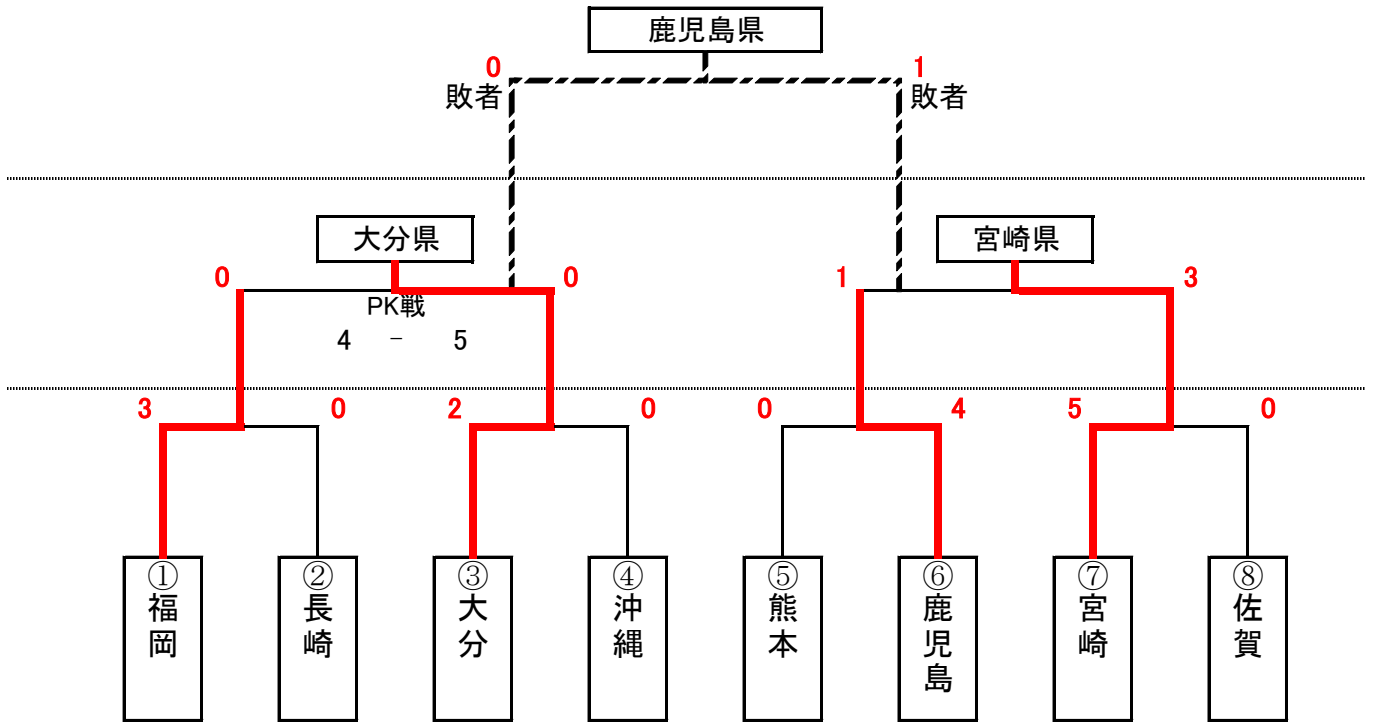 鹿児島県
0 1
敗者 敗者
大分県 宮崎県
0 0 1 3
PK戦
4 - 5
3 0 2 0 0 4 5 0
①福岡
②長崎
③大分
④沖縄
⑤熊本
⑥鹿児島
⑦宮崎
⑧佐賀